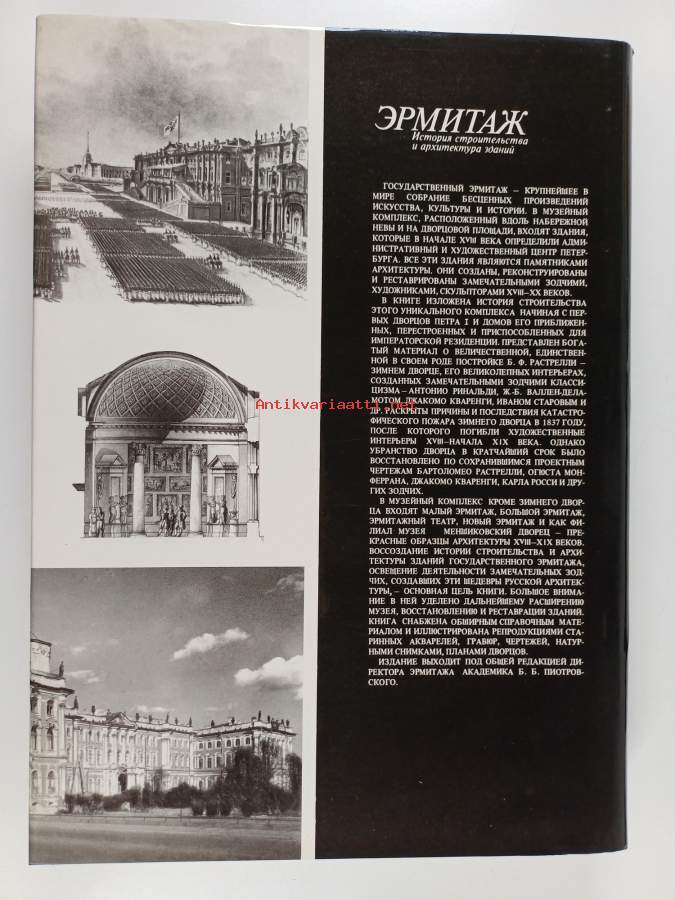 ЭРМИТАЖ
История строительства
и архитектура зданий
ГОСУДАРСТВЕННЫЙ ЭРМИТАЖ – КРУПНЕЙШЕЕ В
МИРЕ СОБРАНИЕ БЕСЦЕННЫХ ПРОИЗВЕДЕНИЙ
ИСКУССТВА, КУЛЬТУРЫ И ИСТОРИИ. В МУЗЕЙНЫЙ
КОМПЛЕКС, РАСПОЛОЖЕННЫЙ ВДОЛЬ НАБЕРЕЖНОЙ
НЕВЫ И НА ДВОРЦОВОЙ ПЛОЩАДИ, ВХОДЯТ ЗДАНИЯ,
КОТОРЫЕ В НАЧАЛЕ XVIII ВЕКА ОПРЕДЕЛИЛИ АДМИ-
НИСТРАТИВНЫЙ И ХУДОЖЕСТВЕННЫЙ ЦЕНТР ПЕТЕР-
БУРГА. ВСЕ ЭТИ ЗДАНИЯ ЯВЛЯЮТСЯ ПАМЯТНИКАМИ
АРХИТЕКТУРЫ. ОНИ СОЗДАНЫ, РЕКОНСТРУИРОВАНЫ
И РЕСТАВРИРОВАНЫ ЗАМЕЧАТЕЛЬНЫМИ ЗОДЧИМИ,
ХУДОЖНИКАМИ, СКУЛЬПТОРАМИ XVIII–XX ВЕКОВ.
В КНИГЕ ИЗЛОЖЕНА ИСТОРИЯ СТРОИТЕЛЬСТВА
ЭТОГО УНИКАЛЬНОГО КОМПЛЕКСА НАЧИНАЯ С ПЕР-
ВЫХ ДВОРЦОВ ПЕТРА I И ДОМОВ ЕГО ПРИБЛИЖЕН-
НЫХ, ПЕРЕСТРОЕННЫХ И ПРИСПОСОБЛЕННЫХ ДЛЯ
ИМПЕРАТОРСКОЙ РЕЗИДЕНЦИИ. ПРЕДСТАВЛЕН БОГА-
ТЫЙ МАТЕРИАЛ О ВЕЛИЧЕСТВЕННОЙ, ЕДИНСТВЕН-
НОЙ В СВОЕМ РОДЕ ПОСТРОЙКЕ Б. Ф. РАСТРЕЛЛИ –
ЗИМНЕМ ДВОРЦЕ, ЕГО ВЕЛИКОЛЕПНЫХ ИНТЕРЬЕРАХ,
СОЗДАННЫХ ЗАМЕЧАТЕЛЬНЫМИ ЗОДЧИМИ КЛАССИ-
ЦИЗМА – АНТОНИО РИНАЛЬДИ, Ж.-Б. ВАЛЛЕН-ДЕЛА-
МОТОМ, ДЖАКОМО КВАРЕНГИ, ИВАНОМ СТАРОВЫМ И
ДР. РАСКРЫТЫ ПРИЧИНЫ И ПОСЛЕДСТВИЯ КАТАСТРО-
ФИЧЕСКОГО ПОЖАРА ЗИМНЕГО ДВОРЦА В 1837 ГОДУ,
ПОСЛЕ КОТОРОГО ПОГИБЛИ ХУДОЖЕСТВЕННЫЕ
ИНТЕРЬЕРЫ XVIII–НАЧАЛА XIX ВЕКА. ОДНАКО
УБРАНСТВО ДВОРЦА В КРАТЧАЙШИЙ СРОК БЫЛО
ВОССТАНОВЛЕНО ПО СОХРАНИВШИМСЯ ПРОЕКТНЫМ
ЧЕРТЕЖАМ БАРТОЛОМЕО РАСТРЕЛЛИ, ОГЮСТА МОН-
ФЕРРАНА, ДЖАКОМО КВАРЕНГИ, КАРЛА РОССИ И ДРУ-
ГИХ ЗОДЧИХ.
В МУЗЕЙНЫЙ КОМПЛЕКС КРОМЕ ЗИМНЕГО ДВОР-
ЦА ВХОДЯТ МАЛЫЙ ЭРМИТАЖ, БОЛЬШОЙ ЭРМИТАЖ,
ЭРМИТАЖНЫЙ ТЕАТР, НОВЫЙ ЭРМИТАЖ И КАК ФИ-
ЛИАЛ МУЗЕЯ МЕНШИКОВСКИЙ ДВОРЕЦ – ПРЕ-
КРАСНЫЕ ОБРАЗЦЫ АРХИТЕКТУРЫ XVIII–XIX ВЕКОВ.
ВОССОЗДАНИЕ ИСТОРИИ СТРОИТЕЛЬСТВА И АРХИ-
ТЕКТУРЫ ЗДАНИЙ ГОСУДАРСТВЕННОГО ЭРМИТАЖА,
ОСВЕЩЕНИЕ ДЕЯТЕЛЬНОСТИ ЗАМЕЧАТЕЛЬНЫХ ЗОД-
ЧИХ, СОЗДАВШИХ ЭТИ ШЕДЕВРЫ РУССКОЙ АРХИТЕК-
ТУРЫ, – ОСНОВНАЯ ЦЕЛЬ КНИГИ. БОЛЬШОЕ ВНИМА-
НИЕ В НЕЙ УДЕЛЕНО ДАЛЬНЕЙШЕМУ РАСШИРЕНИЮ
МУЗЕЯ, ВОССТАНОВЛЕНИЮ И РЕСТАВРАЦИИ ЗДАНИЙ.
КНИГА СНАБЖЕНА ОБШИРНЫМ СПРАВОЧНЫМ МАТЕ-
РИАЛОМ И ИЛЛЮСТРИРОВАНА РЕПРОДУКЦИЯМИ СТА-
РИННЫХ АКВАРЕЛЕЙ, ГРАВЮР, ЧЕРТЕЖЕЙ, НАТУР-
НЫМИ СНИМКАМИ, ПЛАНАМИ ДВОРЦОВ.
ИЗДАНИЕ ВЫХОДИТ ПОД ОБЩЕЙ РЕДАКЦИЕЙ ДИ-
РЕКТОРА ЭРМИТАЖА АКАДЕМИКА Б. Б. ПИОТРОВ-
СКОГО.
Antikvariaatti.net